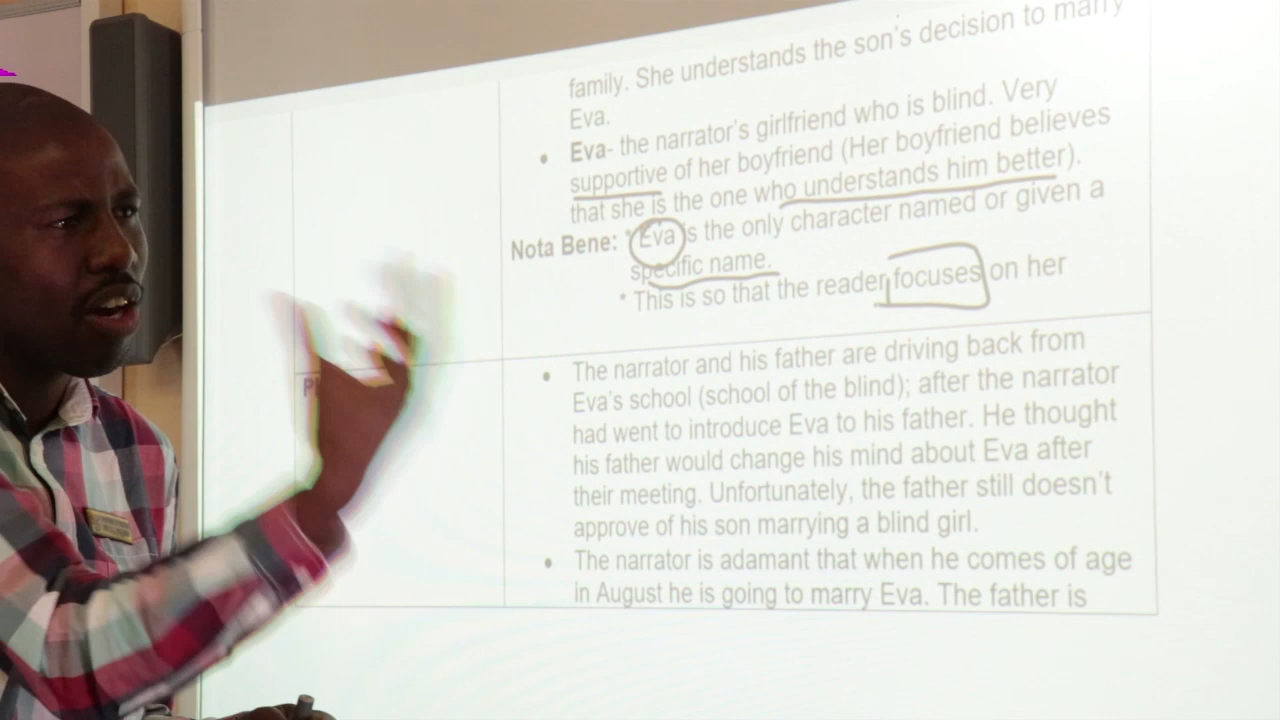 family. She understands the son's decision to marry
Eva.
• Eva- the narrator's girlfriend who is blind. Very
supportive of her boyfriend (Her boyfriend believes
that she is the one who understands him better).
Nota Bene: * Eva is the only character named or given a
specific name.
* This is so that the reader focuses on her
• The narrator and his father are driving back from
Eva's school (school of the blind); after the narrator
had went to introduce Eva to his father. He thought
his father would change his mind about Eva after
their meeting. Unfortunately, the father still doesn't
approve of his son marrying a blind girl.
• The narrator is adamant that when he comes of age
in August he is going to marry Eva. The father is